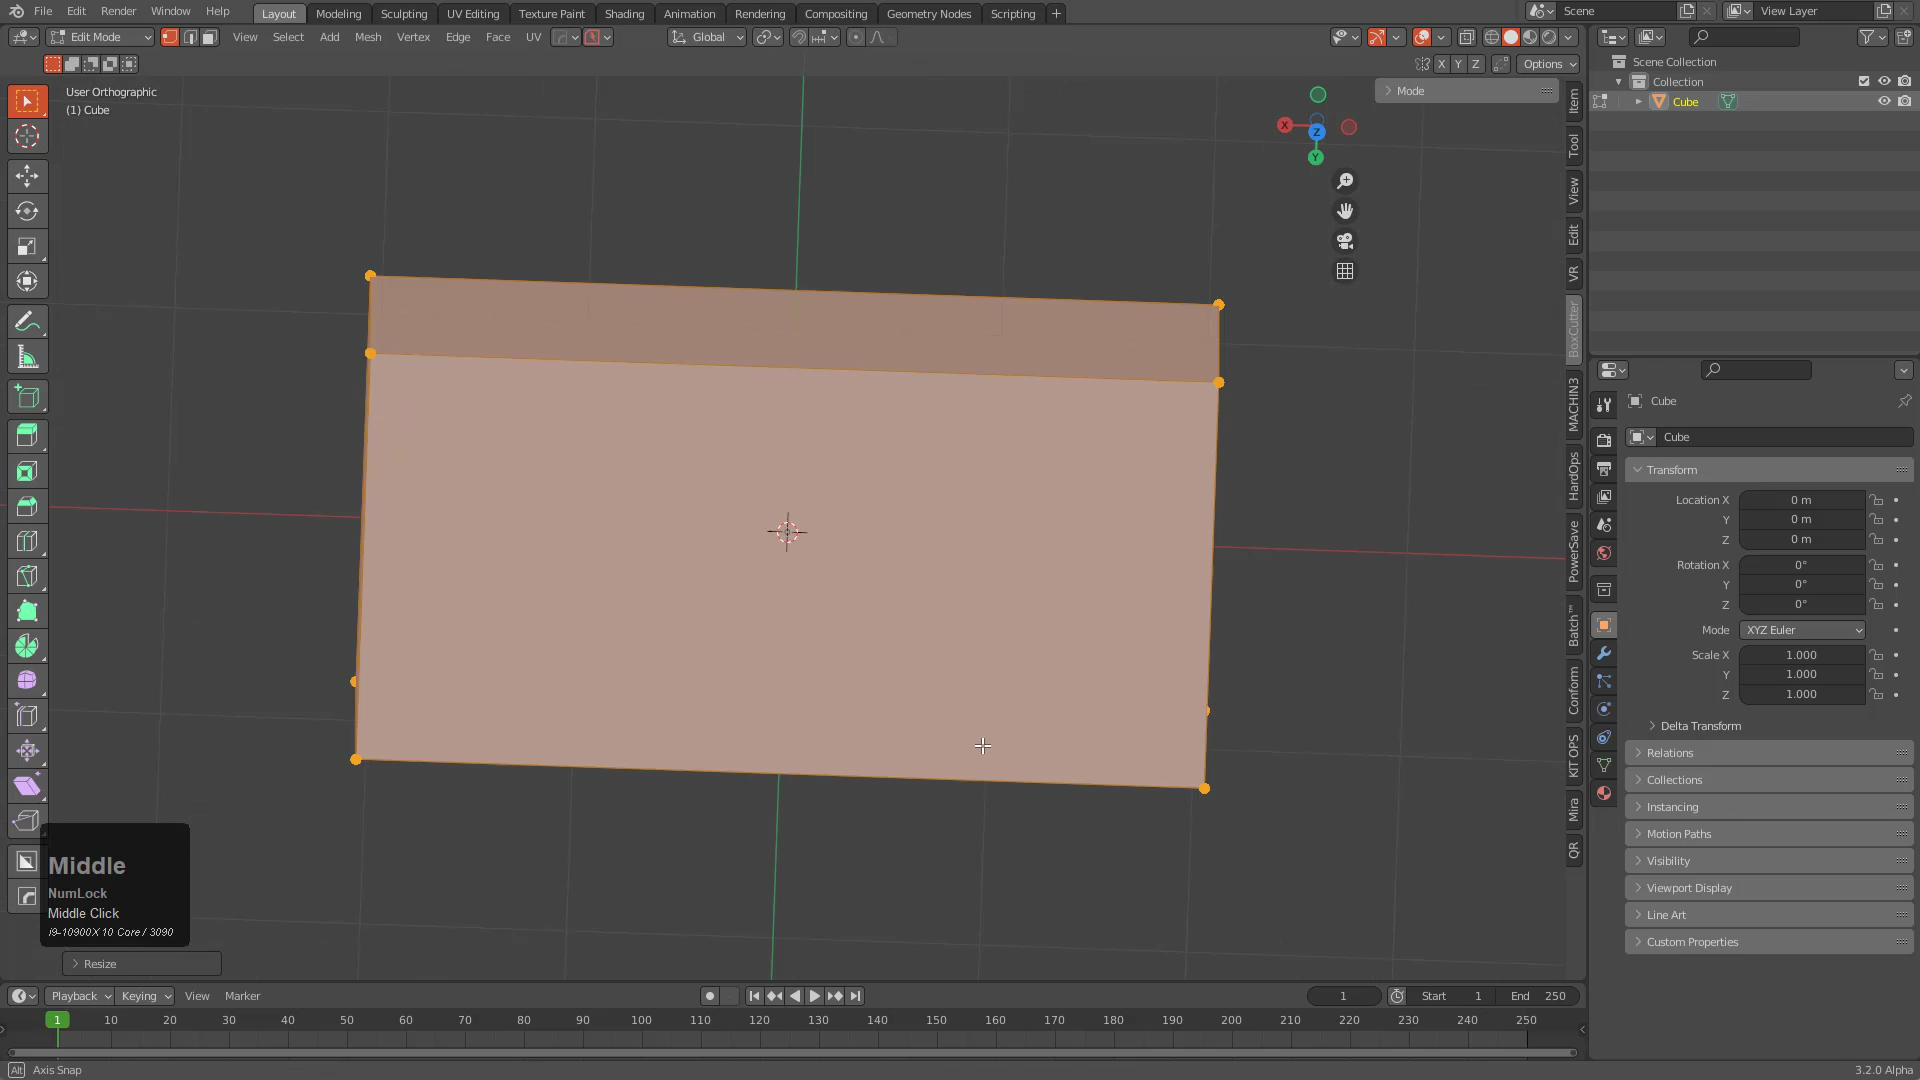 File Edit Render Window Help
Layout Modeling Sculpting UV Editing Texture Paint Shading Animation Rendering Compositing Geometry Nodes Scripting +
Scene View Layer
Edit Mode View Select Add Mesh Vertex Edge Face UV Global
X Y Z Options
User Orthographic
(1) Cube
Mode
X Z Y
Item
Tool
View
Edit
VR
BoxCutter
MACHIN3
HardOps
PowerSave
Batch™
Conform
KIT OPS
Mira
QR
Scene Collection
Collection
Cube
Cube
Cube
Transform
Location X 0 m
Y 0 m
Z 0 m
Rotation X 0°
Y 0°
Z 0°
Mode XYZ Euler
Scale X 1.000
Y 1.000
Z 1.000
Delta Transform
Relations
Collections
Instancing
Motion Paths
Visibility
Viewport Display
Line Art
Custom Properties
Middle
NumLock
Middle Click
i9-10900X 10 Core / 3090
Resize
Playback Keying View Marker 1 Start 1 End 250
1 10 20 30 40 50 60 70 80 90 100 110 120 130 140 150 160 170 180 190 200 210 220 230 240 250
Alt Axis Snap 3.2.0 Alpha